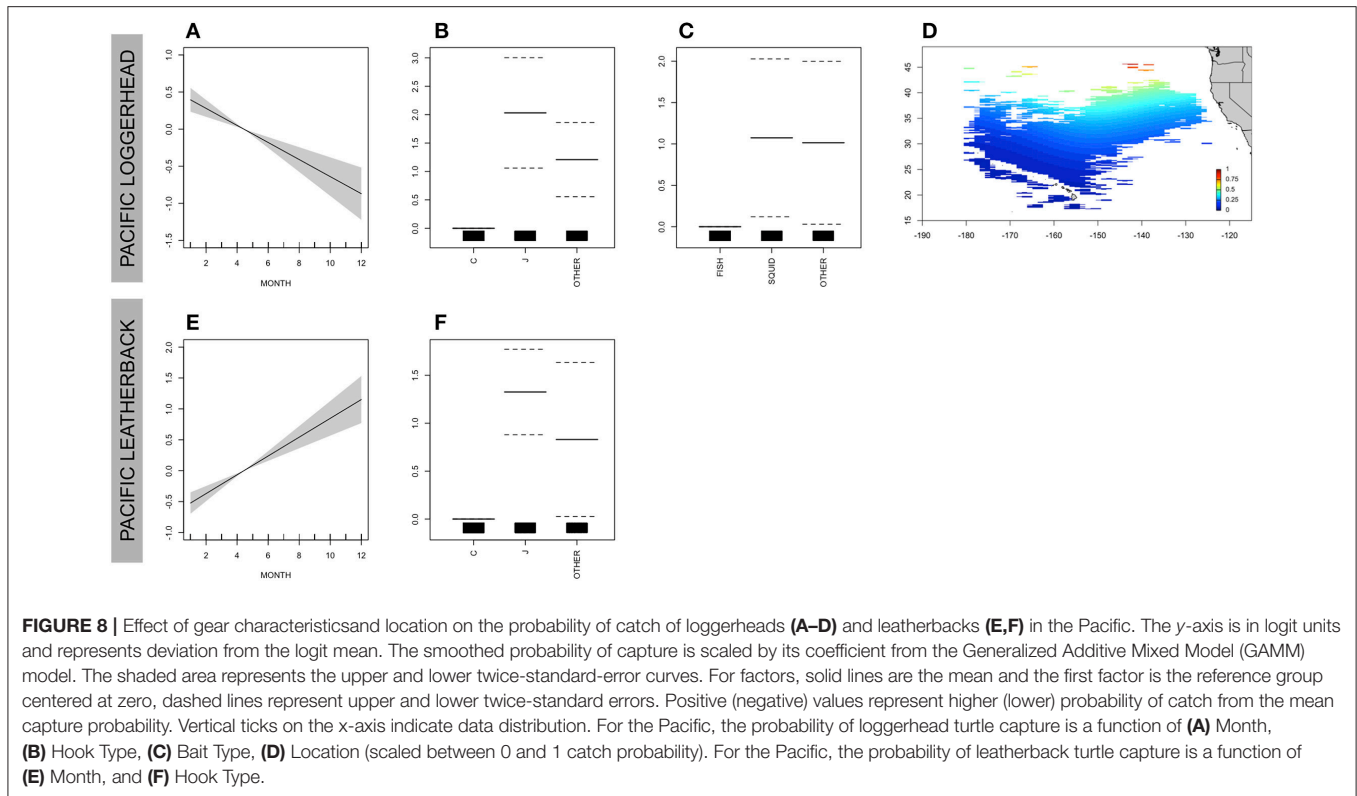 PACIFIC LOGGERHEAD
A
1.0
0.5
0.0
-0.5
-1.0
-1.5
2 4 6 8 10 12
MONTH
B
3.0
2.5
2.0
1.5
1.0
0.5
0.0
C J OTHER
C
2.0
1.5
1.0
0.5
0.0
FISH SQUID OTHER
D
45
40
35
30
25
20
15
1
0.75
0.5
0.25
0
-190 -180 -170 -160 -150 -140 -130 -120
PACIFIC LEATHERBACK
E
2.0
1.5
1.0
0.5
0.0
-0.5
-1.0
2 4 6 8 10 12
MONTH
F
1.5
1.0
0.5
0.0
C J OTHER
FIGURE 8 | Effect of gear characteristicsand location on the probability of catch of loggerheads (A–D) and leatherbacks (E,F) in the Pacific. The y-axis is in logit units
and represents deviation from the logit mean. The smoothed probability of capture is scaled by its coefficient from the Generalized Additive Mixed Model (GAMM)
model. The shaded area represents the upper and lower twice-standard-error curves. For factors, solid lines are the mean and the first factor is the reference group
centered at zero, dashed lines represent upper and lower twice-standard errors. Positive (negative) values represent higher (lower) probability of catch from the mean
capture probability. Vertical ticks on the x-axis indicate data distribution. For the Pacific, the probability of loggerhead turtle capture is a function of (A) Month,
(B) Hook Type, (C) Bait Type, (D) Location (scaled between 0 and 1 catch probability). For the Pacific, the probability of leatherback turtle capture is a function of
(E) Month, and (F) Hook Type.